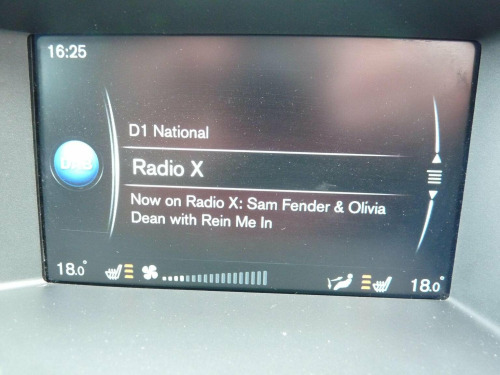 16:25
D1 National
DAB
Radio X
Now on Radio X: Sam Fender & Olivia
Dean with Rein Me In
18.0° 18.0°